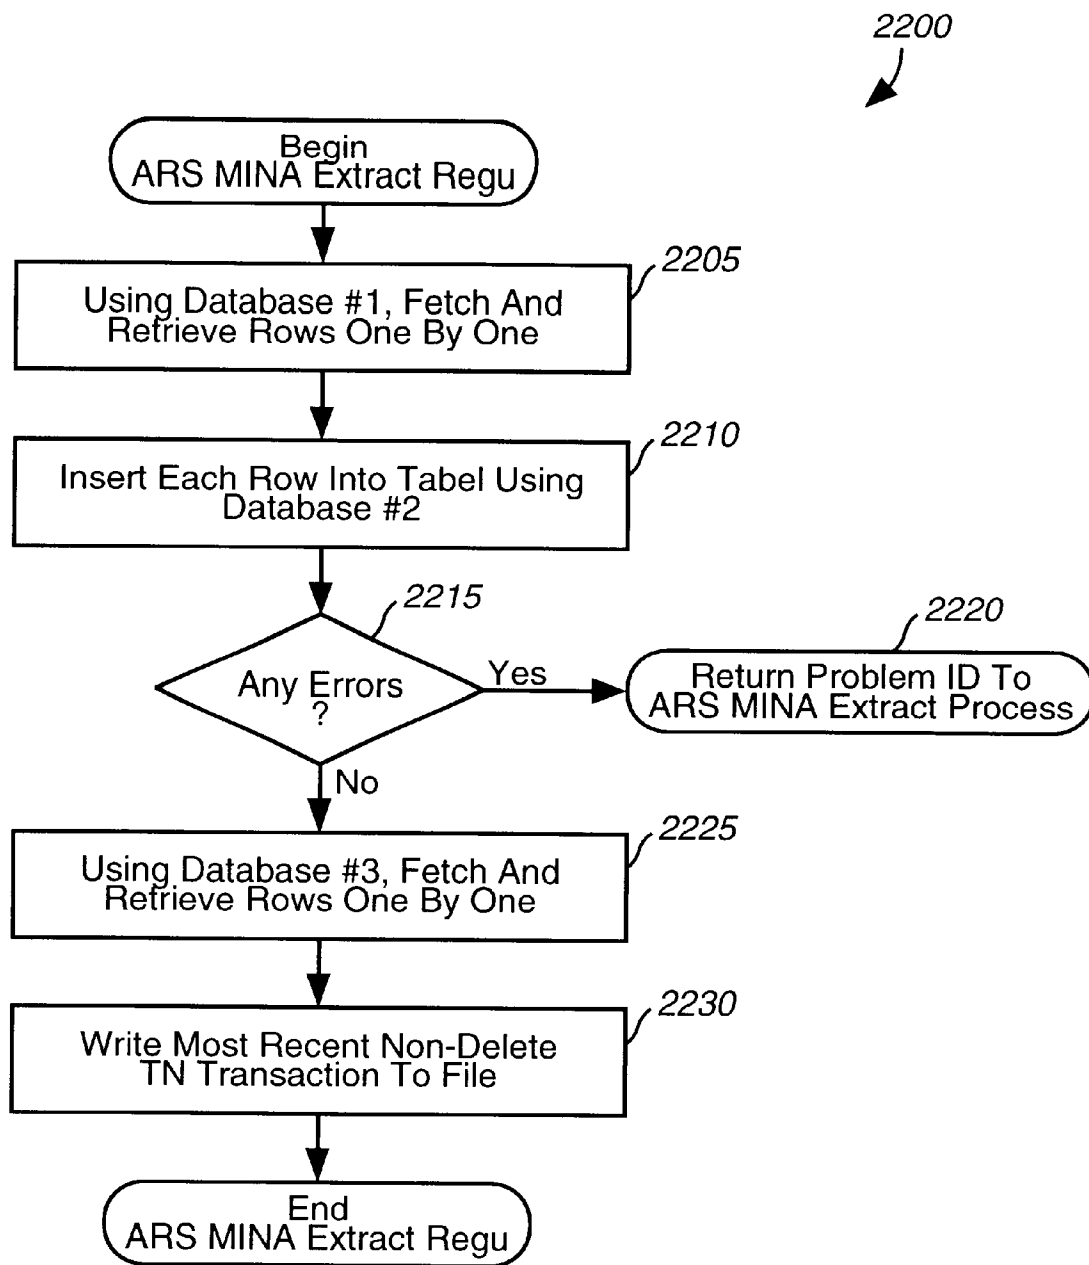 2200
Begin
ARS MINA Extract Regu
2205
Using Database #1, Fetch And
Retrieve Rows One By One
2210
Insert Each Row Into Tabel Using
Database #2
2215
Any Errors
?
Yes
2220
Return Problem ID To
ARS MINA Extract Process
No
2225
Using Database #3, Fetch And
Retrieve Rows One By One
2230
Write Most Recent Non-Delete
TN Transaction To File
End
ARS MINA Extract Regu